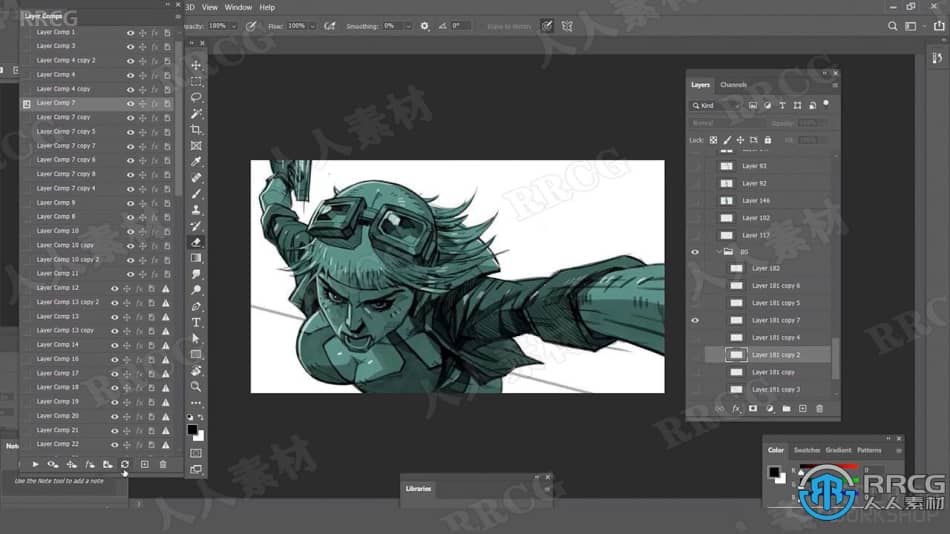 3D View Window Help
RRCG
Layer Comps
Opacity: 100% Flow: 100% Smoothing: 0% 0° Erase to History
Layer Comp 1
Layer Comp 3
Layer Comp 4 copy 2
Layer Comp 4
Layer Comp 4 copy
Layer Comp 7
Layer Comp 7 copy
Layer Comp 7 copy 5
Layer Comp 7 copy 7
Layer Comp 7 copy 6
Layer Comp 7 copy 8
Layer Comp 7 copy 4
Layer Comp 9
Layer Comp 8
Layer Comp 10
Layer Comp 10 copy
Layer Comp 10 copy 2
Layer Comp 11
Layer Comp 12
Layer Comp 13 copy 2
Layer Comp 13
Layer Comp 13 copy
Layer Comp 14
Layer Comp 16
Layer Comp 17
Layer Comp 18
Layer Comp 19
Layer Comp 20
Layer Comp 21
Layer Comp 22
Use the Note tool to add a note
Libraries
Layers Channels
Kind
Normal Opacity:
Lock: Fill:
Layer 93
Layer 92
Layer 146
Layer 102
Layer 117
BG
Layer 182
Layer 181 copy 6
Layer 181 copy 5
Layer 181 copy 7
Layer 181 copy 4
Layer 181 copy 2
Layer 181 copy
Layer 181 copy 3
Color Swatches Gradient Patterns
R 0
RRCG
人人素材
WORKSHOP